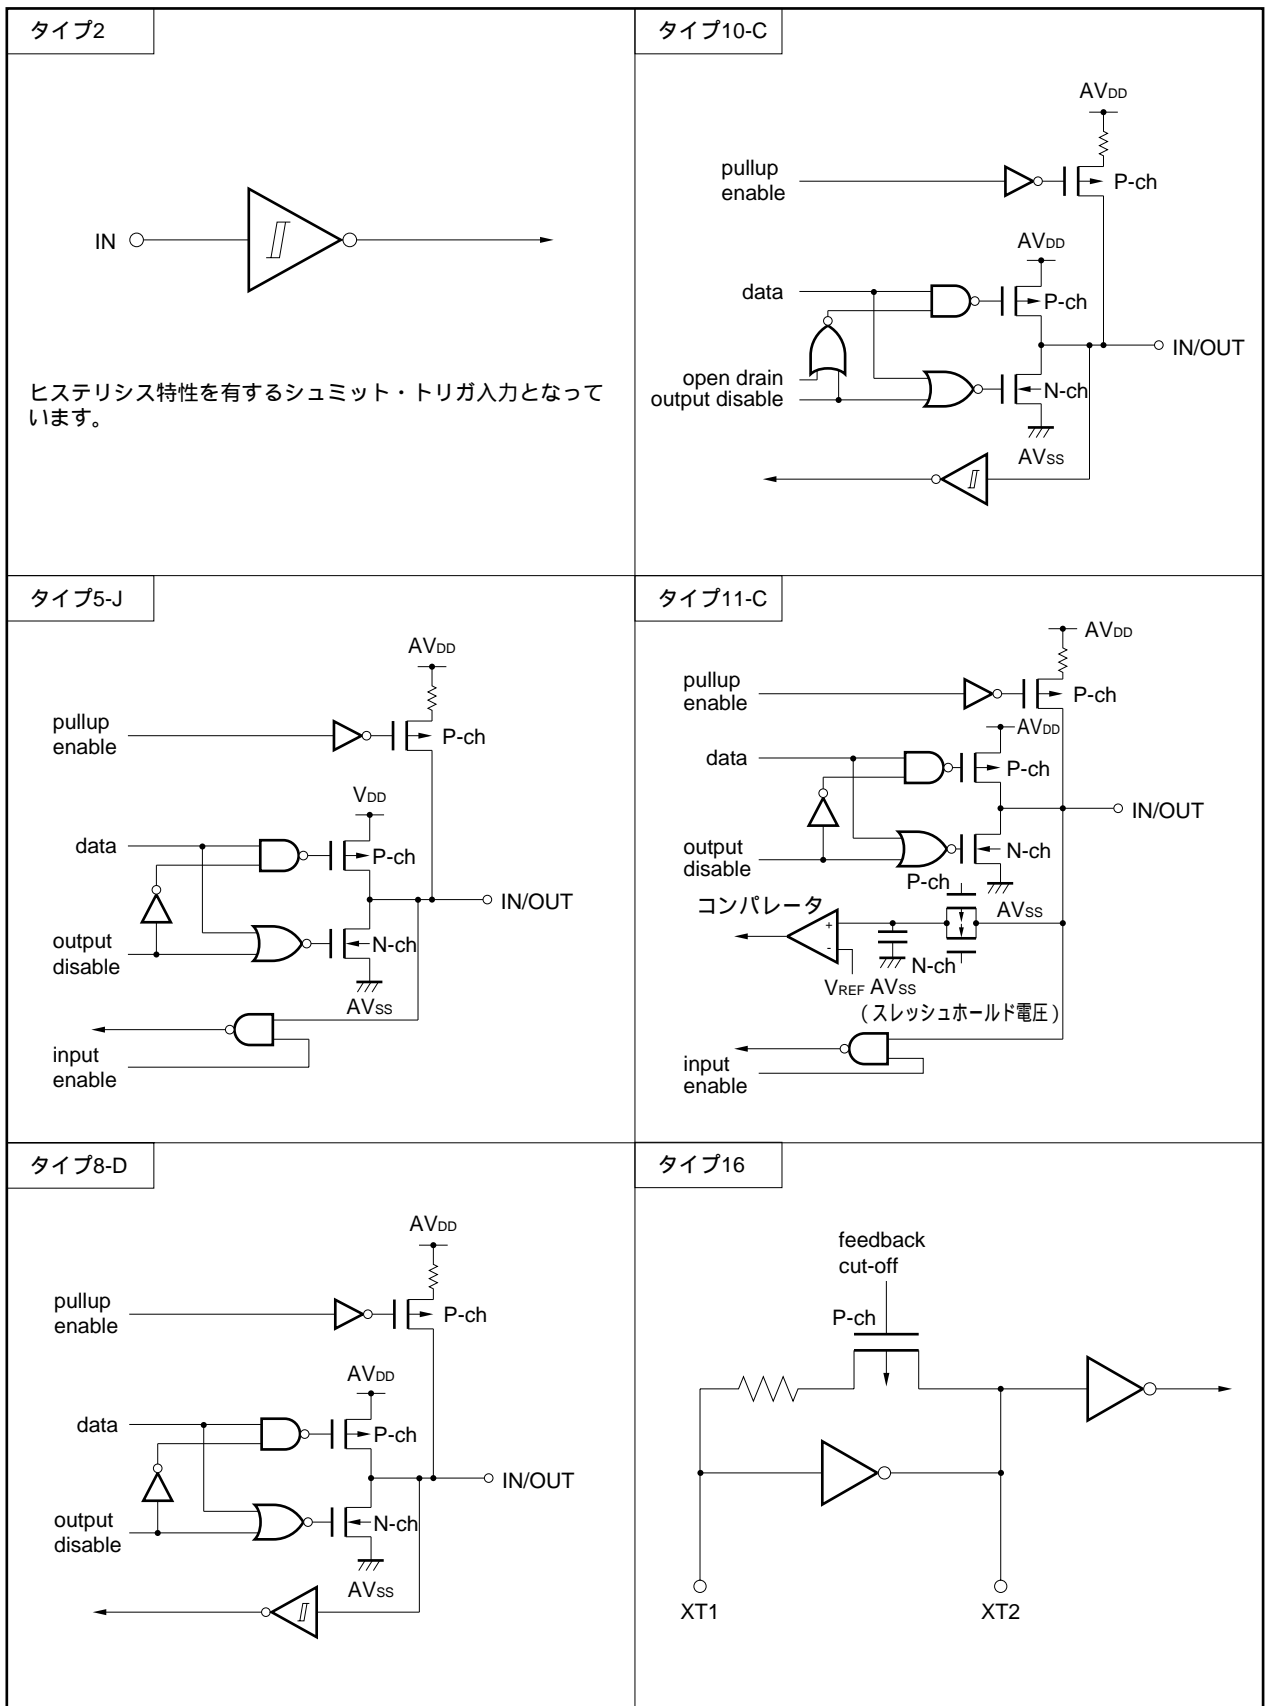 タイプ2
IN
ヒステリシス特性を有するシュミット・トリガ入力となって
います。
タイプ10-C
AVDD
pullup
enable
P-ch
AVDD
data
P-ch
IN/OUT
open drain
output disable
N-ch
AVSS
タイプ5-J
AVDD
pullup
enable
P-ch
VDD
data
P-ch
IN/OUT
output
disable
N-ch
AVSS
input
enable
タイプ11-C
AVDD
pullup
enable
P-ch
AVDD
data
P-ch
IN/OUT
output
disable
N-ch
P-ch
コンパレータ
AVSS
+
-
N-ch
VREF AVSS
(スレッシュホールド電圧)
input
enable
タイプ8-D
AVDD
pullup
enable
P-ch
AVDD
data
P-ch
IN/OUT
output
disable
N-ch
AVSS
タイプ16
feedback
cut-off
P-ch
XT1
XT2